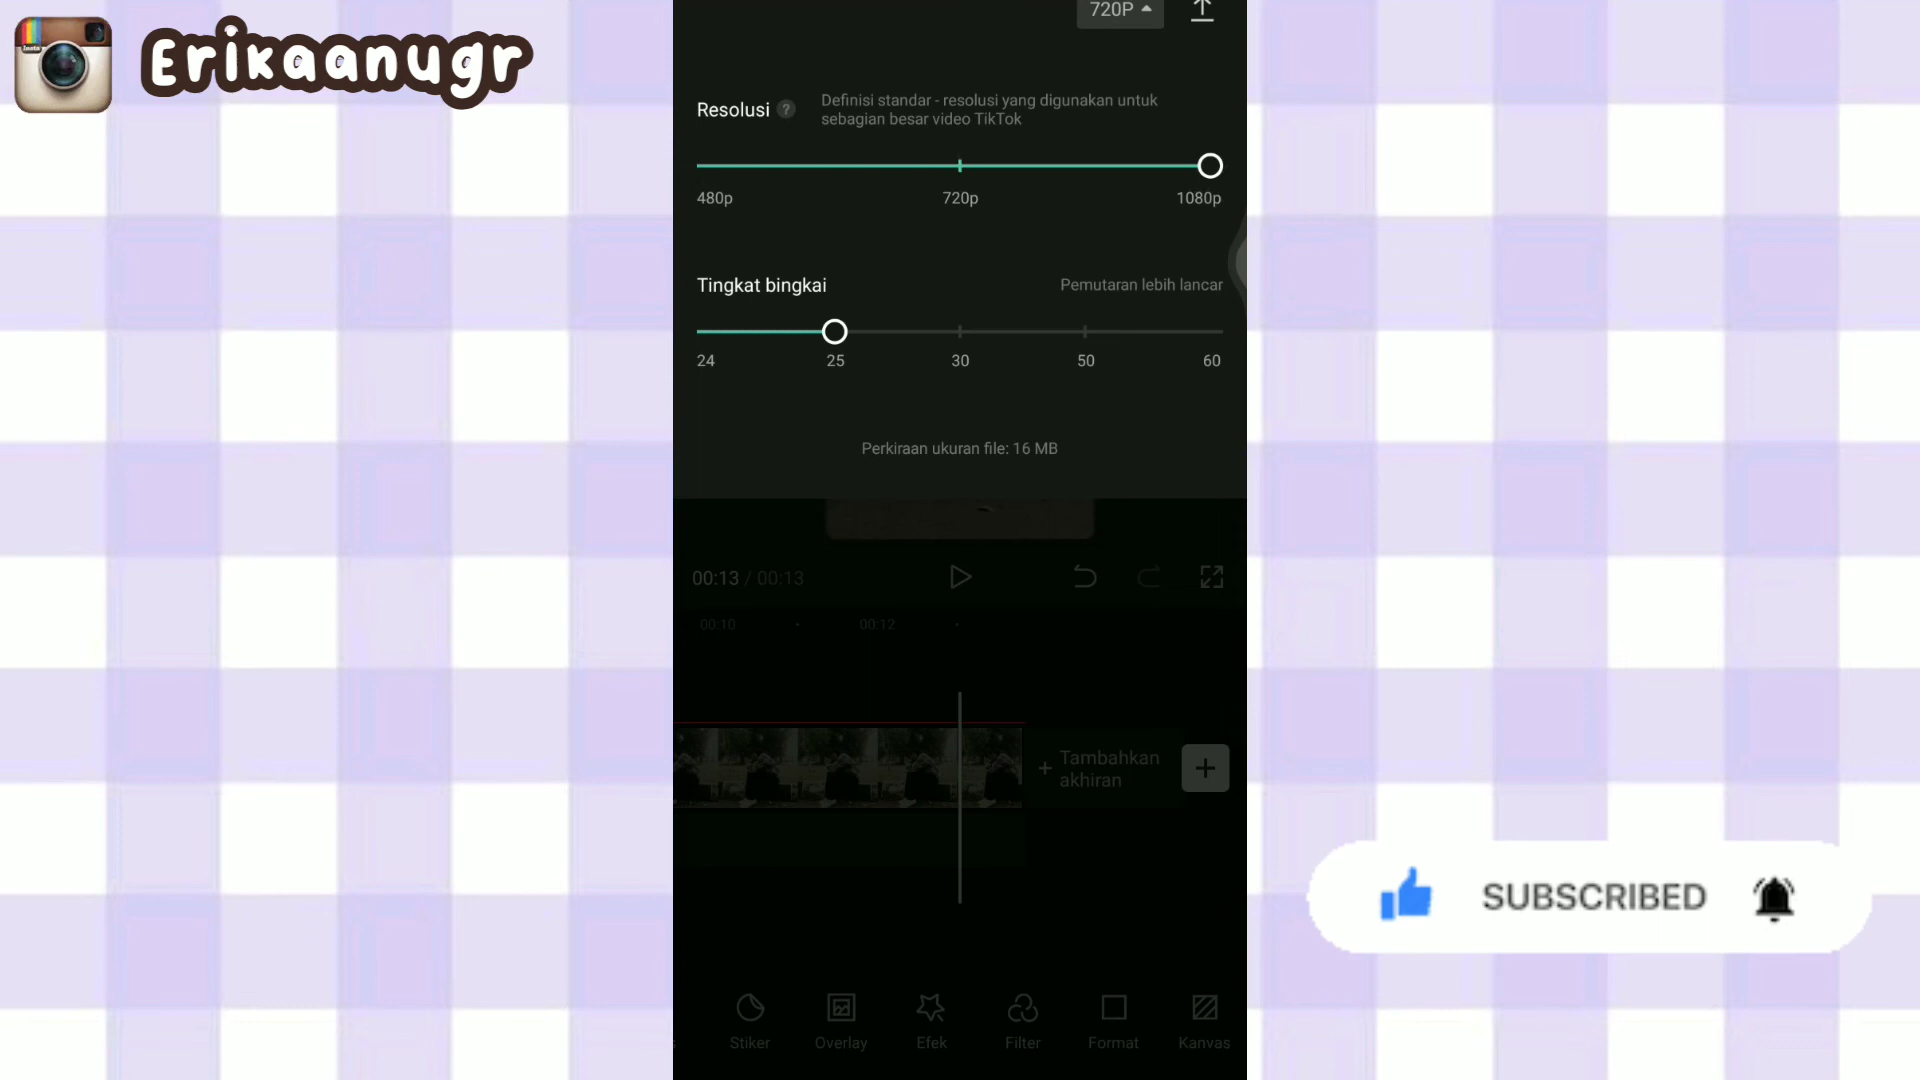 Insta
Erikaanugr
720P
Resolusi ?
Definisi standar - resolusi yang digunakan untuk
sebagian besar video TikTok
480p 720p 1080p
Tingkat bingkai
Pemutaran lebih lancar
24 25 30 50 60
Perkiraan ukuran file: 16 MB
00:13 / 00:13
00:10 00:12
+ Tambahkan
akhiran
+
SUBSCRIBED
Stiker Overlay Efek Filter Format Kanvas